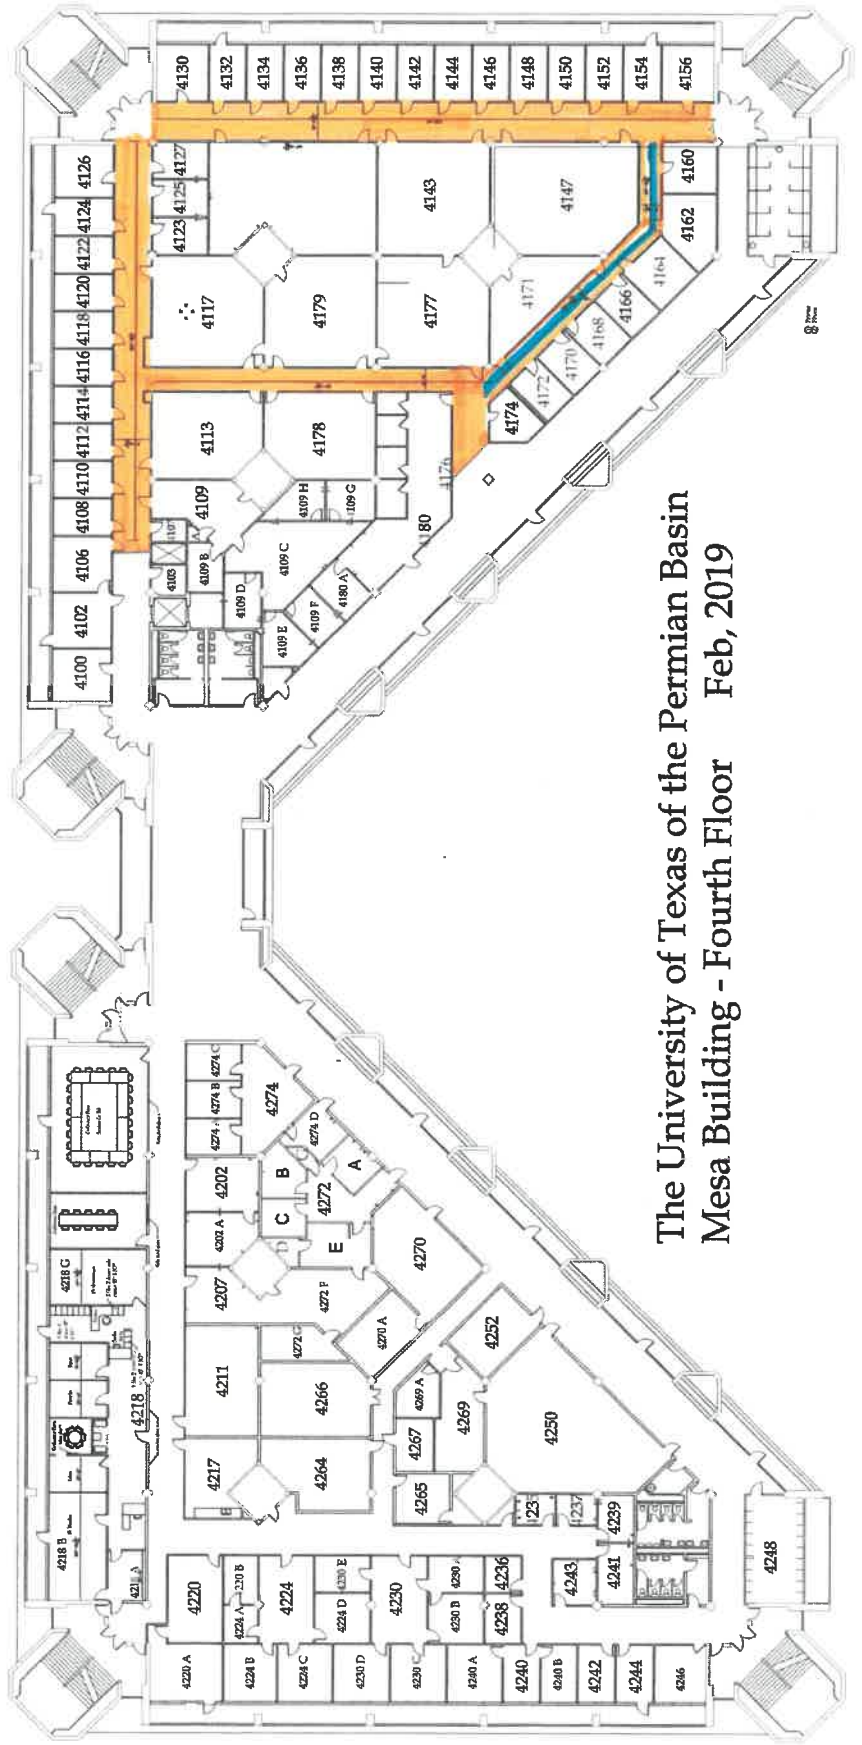 4130
4132
4134
4136
4138
4140
4142
4144
4146
4148
4150
4152
4154
4156
4126
4124
4122
4120
4118
4116
4114
4112
4110
4108
4106
4102
4100
4127
4125
4123
4117
4179
4177
4143
4147
4171
4160
4162
4164
4166
4168
4170
4172
4174
4176
4113
4178
4109
4109 H
4109 G
4103
4109 B
4109 C
4109 D
4109 E
4109 F
4180 A
4180
The University of Texas of the Permian Basin
Mesa Building - Fourth Floor Feb, 2019
4274 C
4274 B
4274
4274 D
4202
B
A
C
4272
4202 A
D
E
4207
4272 F
4270
4270 A
4272 G
4211
4266
4252
4269 A
4269
4267
4250
4217
4264
4265
4237
4239
4218 G
4218
4218 B
4220
4224
4224 A
4230 E
4224 D
4230
4230 B
4236
4238
4243
4241
4248
4220 A
4224 B
4224 C
4230 D
4230 C
4240 A
4240
4240 B
4242
4244
4246